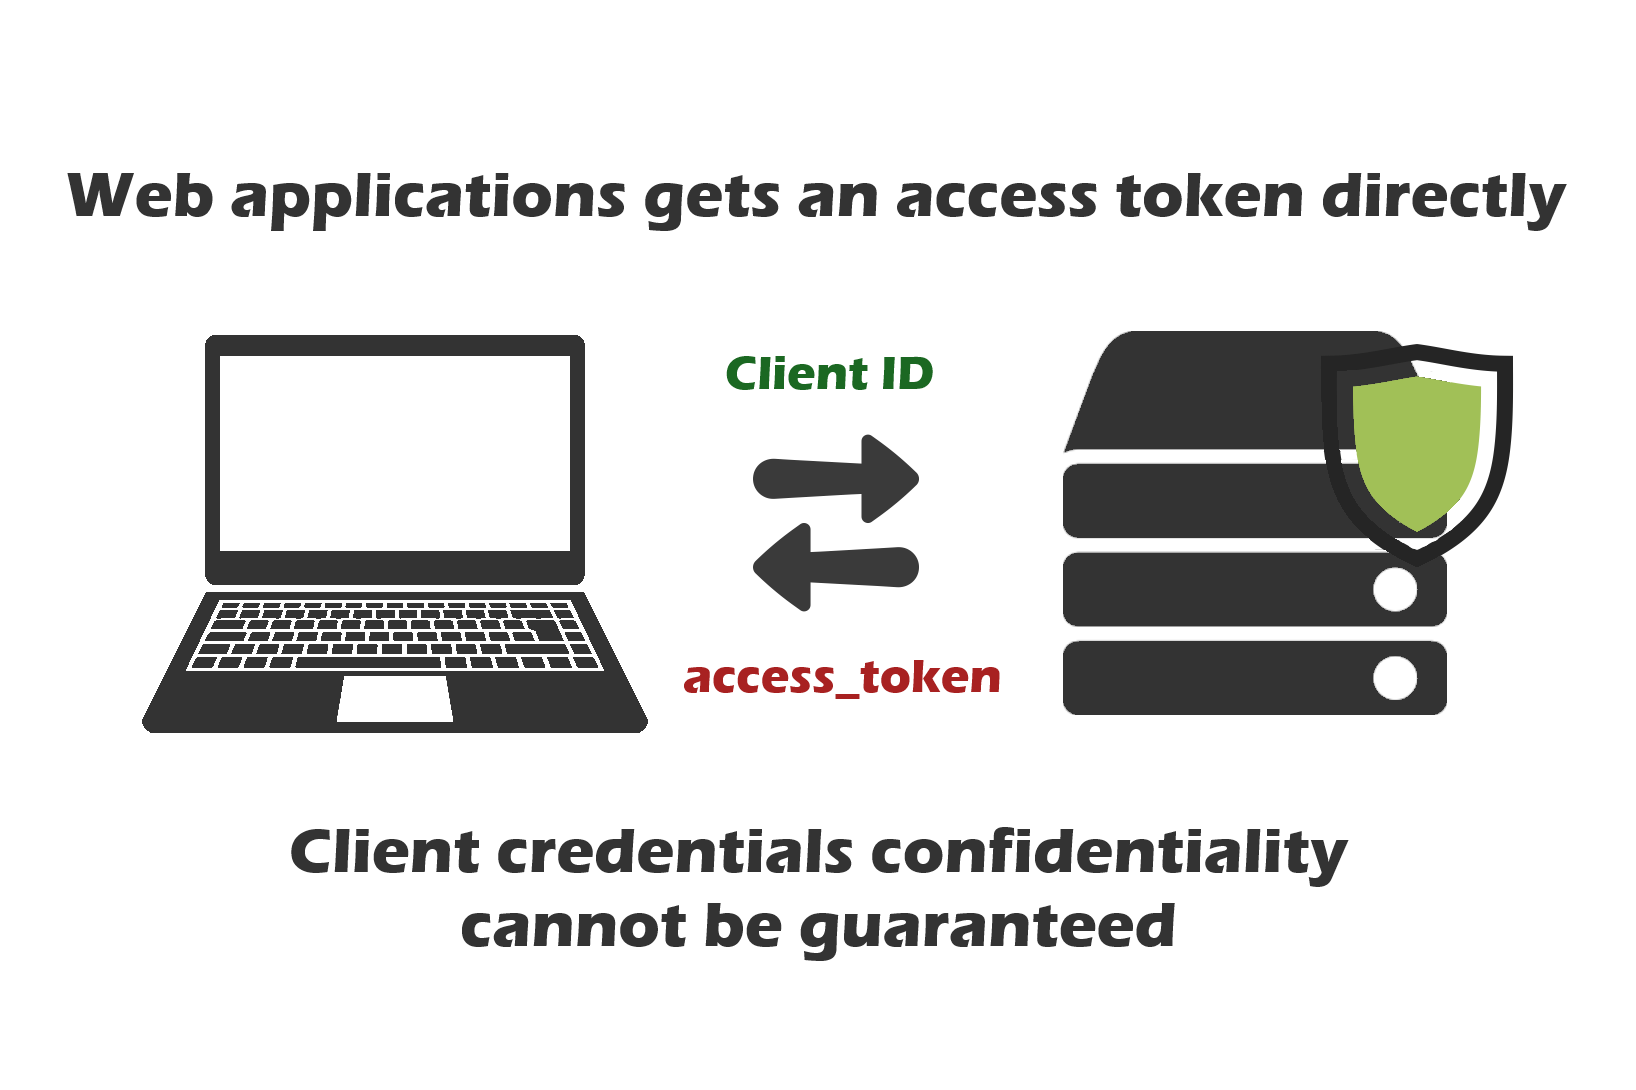 Web applications gets an access token directly
Client ID
access_token
Client credentials confidentiality
cannot be guaranteed